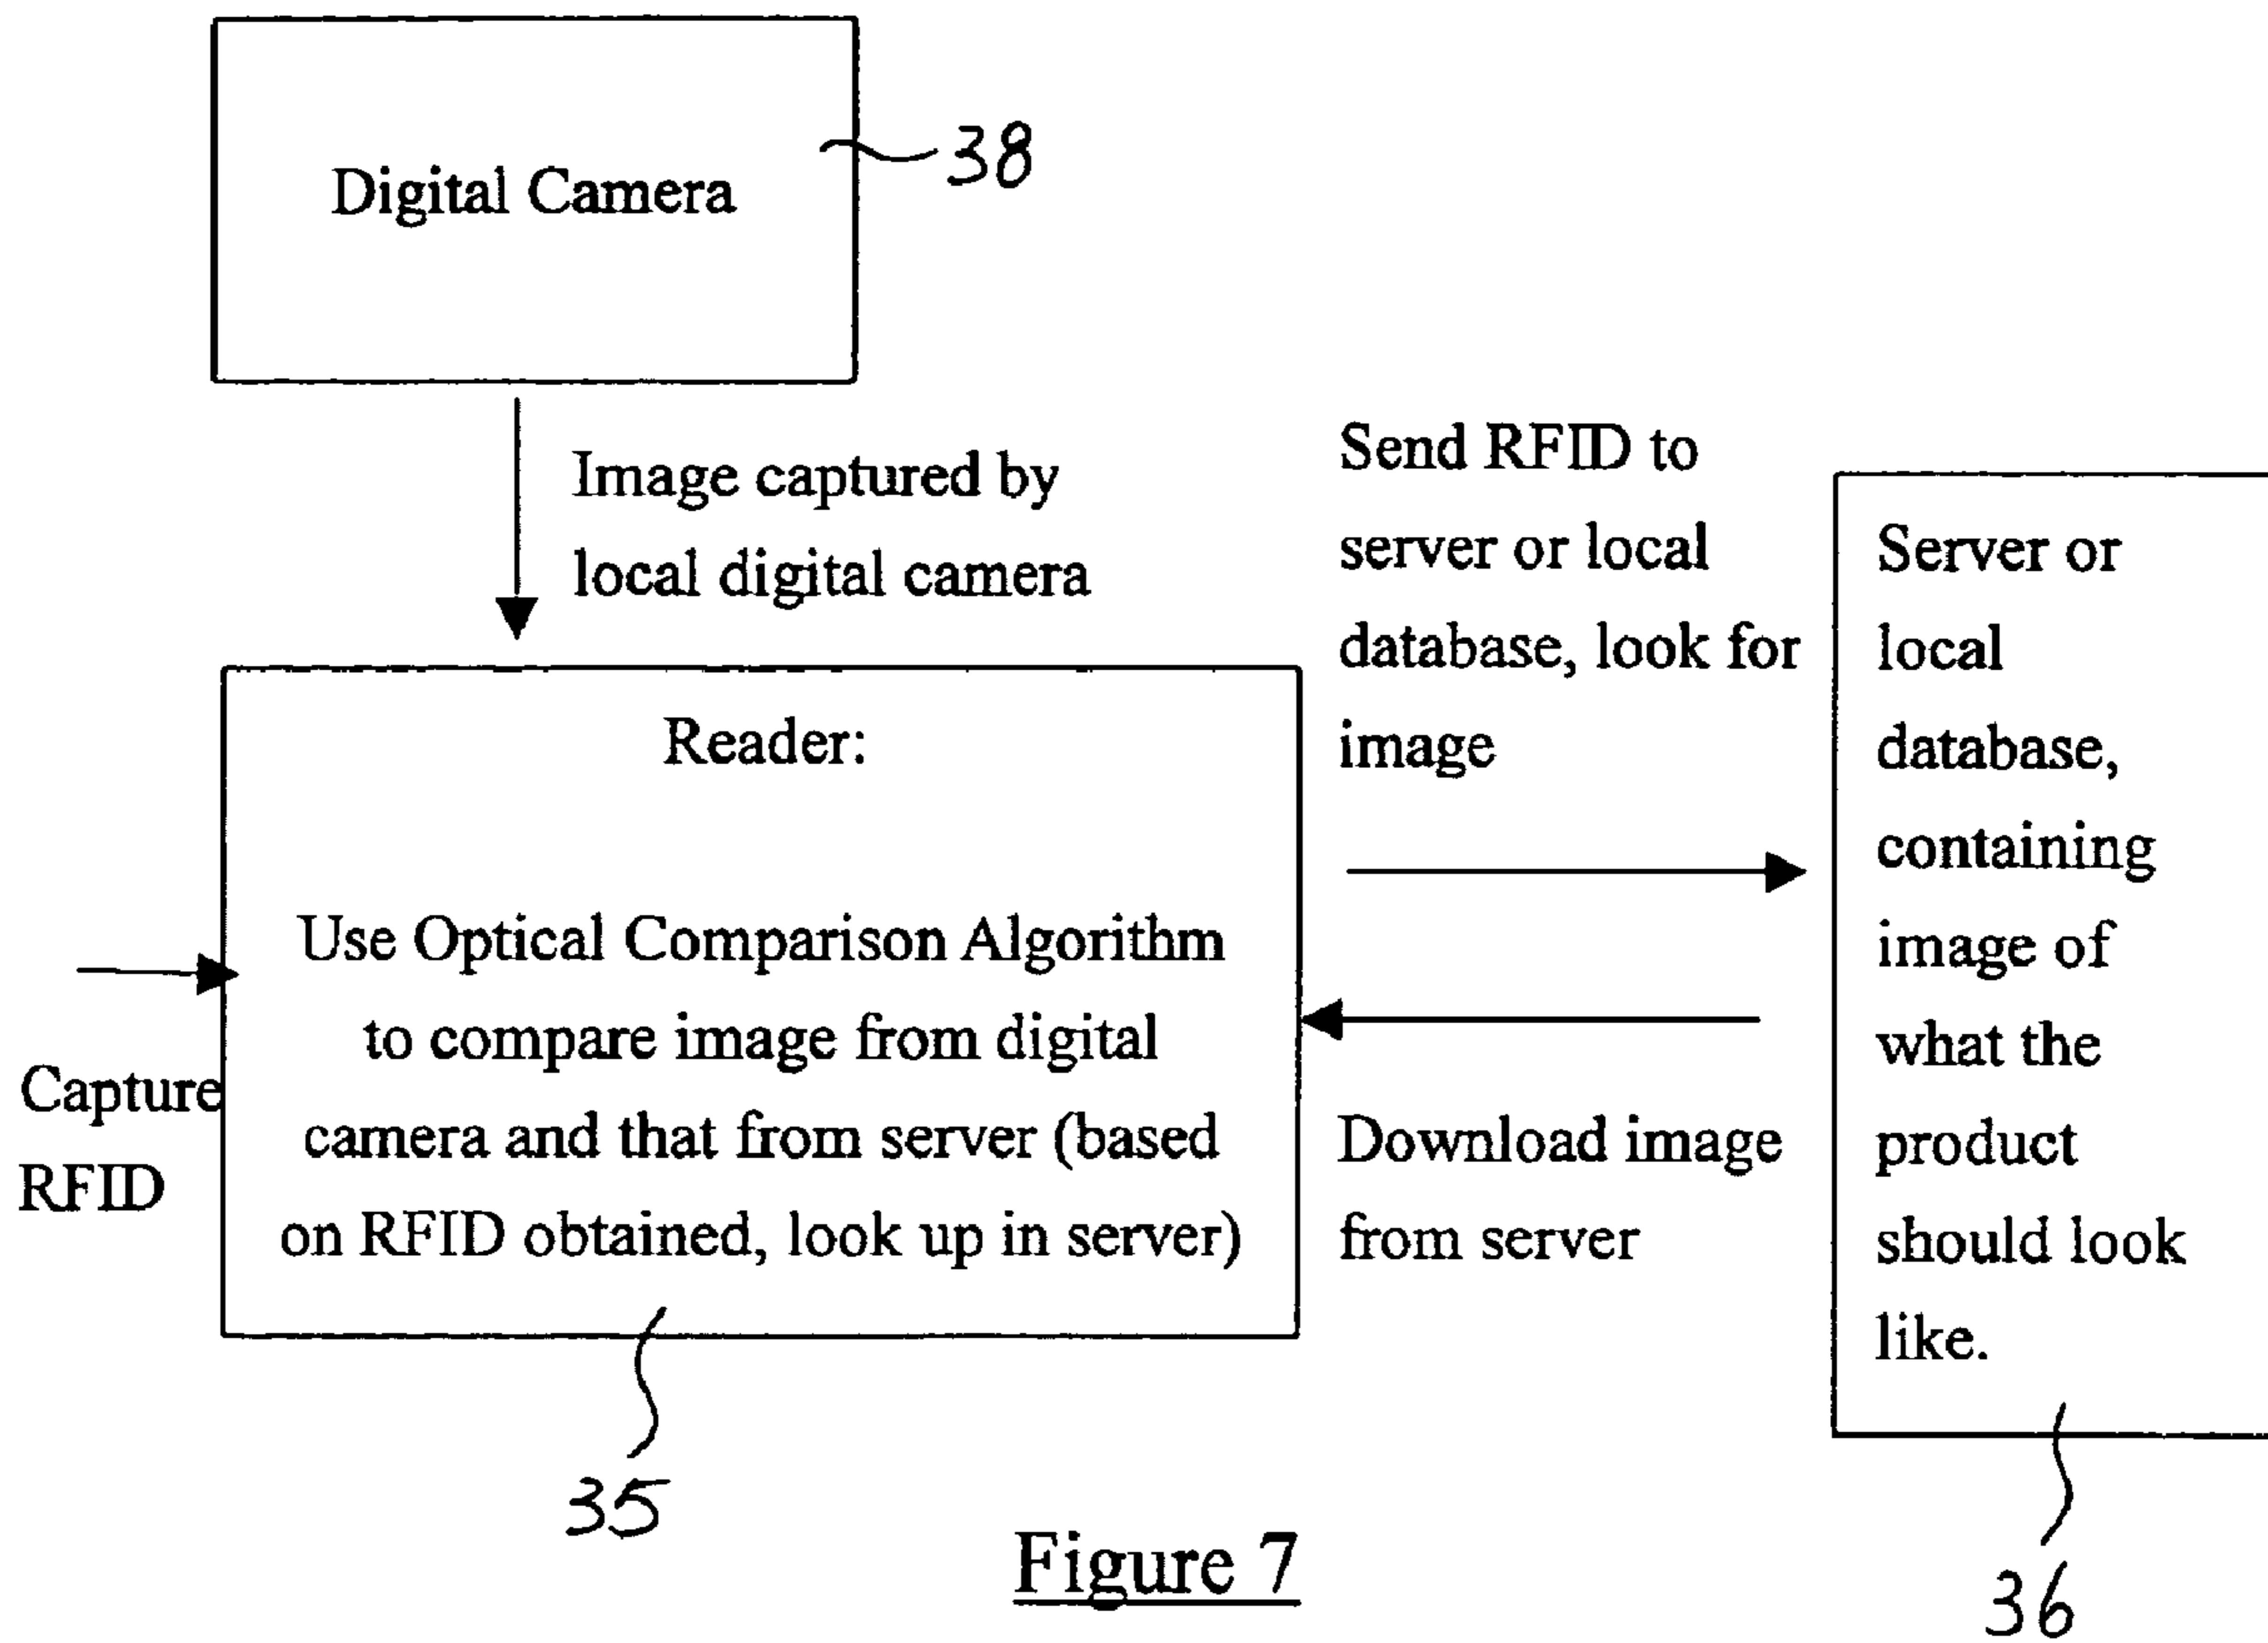 Digital Camera
38
Image captured by
local digital camera
Send RFID to
server or local
database, look for
image
Server or
local
database,
containing
image of
what the
product
should look
like.
Reader:
Use Optical Comparison Algorithm
to compare image from digital
camera and that from server (based
on RFID obtained, look up in server)
Capture
RFID
Download image
from server
35
36
Figure 7